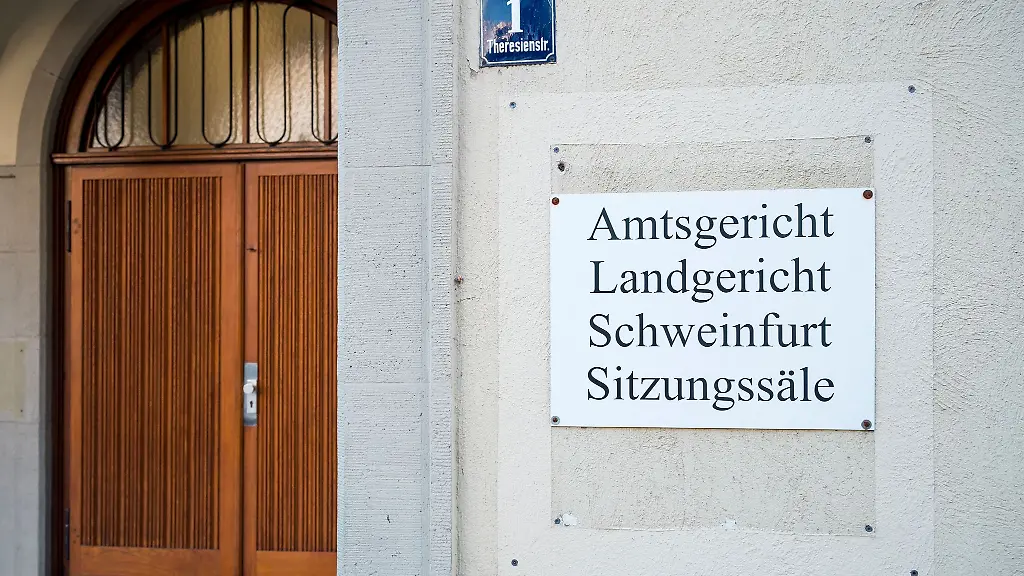 1
Theresienstr.
Amtsgericht
Landgericht
Schweinfurt
Sitzungssäle